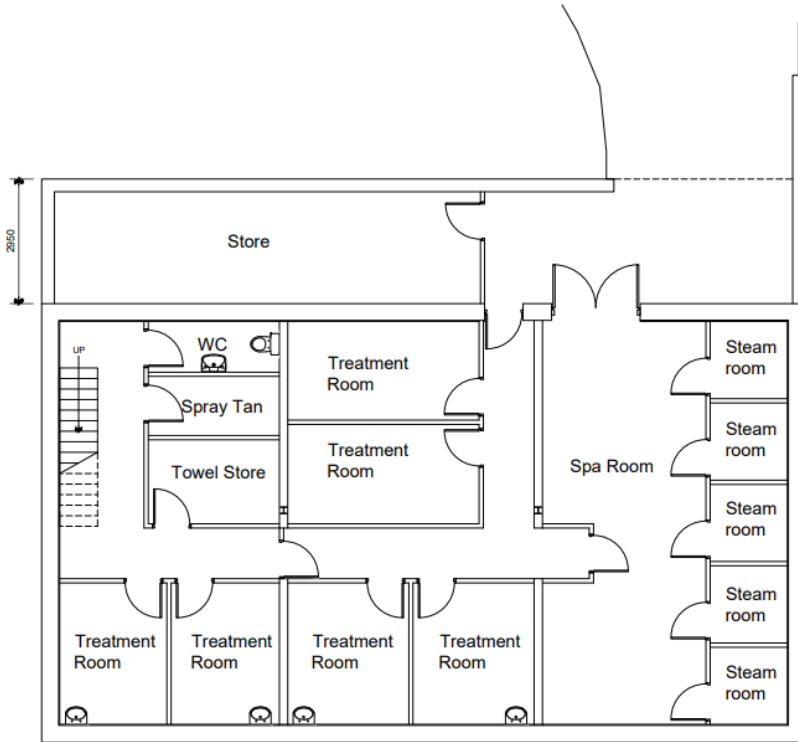 2950
Store
UP
WC
Spray Tan
Towel Store
Treatment
Room
Treatment
Room
Spa Room
Steam
room
Steam
room
Steam
room
Steam
room
Steam
room
Treatment
Room
Treatment
Room
Treatment
Room
Treatment
Room